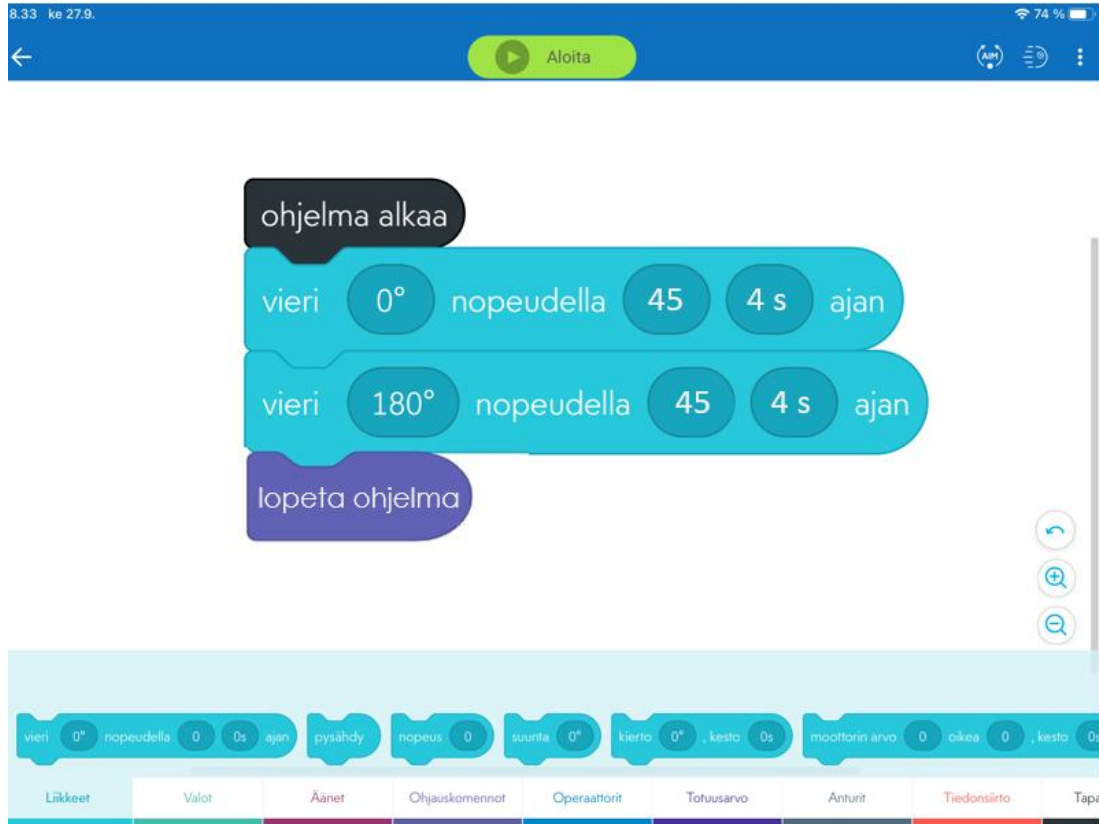 8.33 ke 27.9. 74 %
Aloita AIM
ohjelma alkaa
vieri 0° nopeudella 45 4 s ajan
vieri 180° nopeudella 45 4 s ajan
lopeta ohjelma
vieri 0° nopeudella 0 0s ajan pysähdy nopeus 0 suunta 0° kierto 0° , kesto 0s moottorin arvo 0 oikea 0 , kesto 0s
Liikkeet Valot Äänet Ohjauskomennot Operaattorit Totuusarvo Anturit Tiedonsiirto Tapa